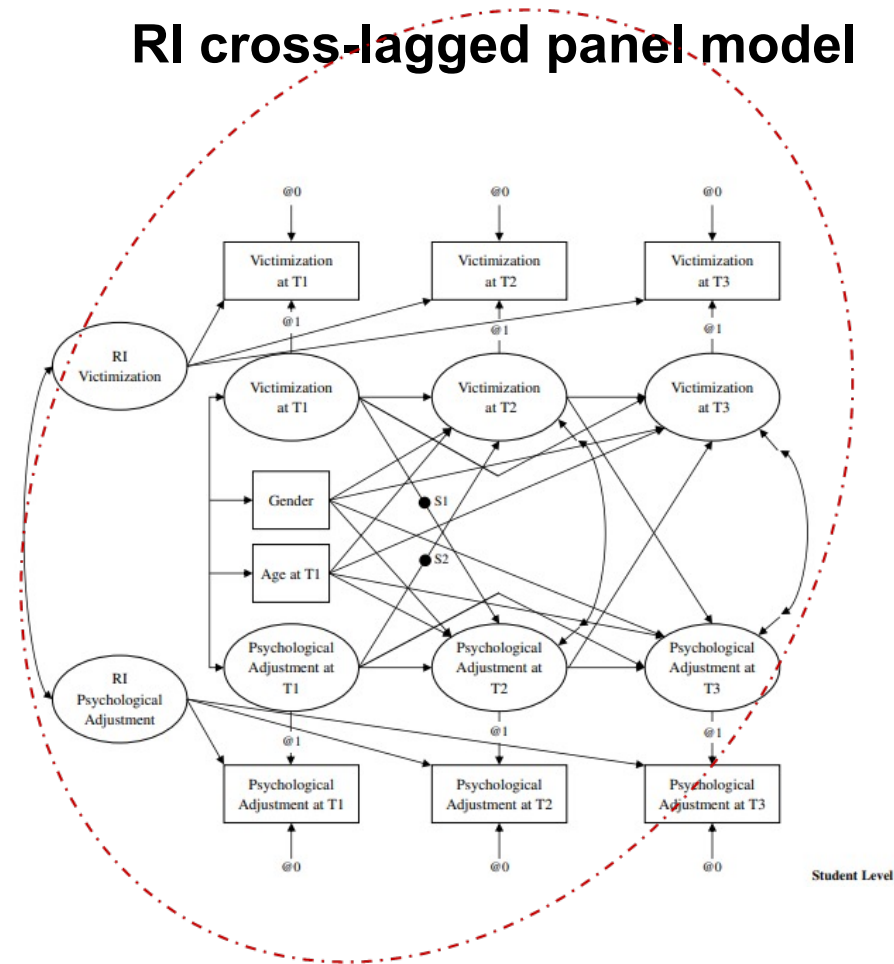 RI cross-lagged panel model
@0
@0
@0
Victimization
at T1
Victimization
at T2
Victimization
at T3
@1
@1
@1
RI
Victimization
Victimization
at T1
Victimization
at T2
Victimization
at T3
Gender
S1
Age at T1
S2
Psychological
Adjustment at
T1
Psychological
Adjustment at
T2
Psychological
Adjustment at
T3
RI
Psychological
Adjustment
@1
@1
@1
Psychological
Adjustment at T1
Psychological
Adjustment at T2
Psychological
Adjustment at T3
@0
@0
@0
Student Level